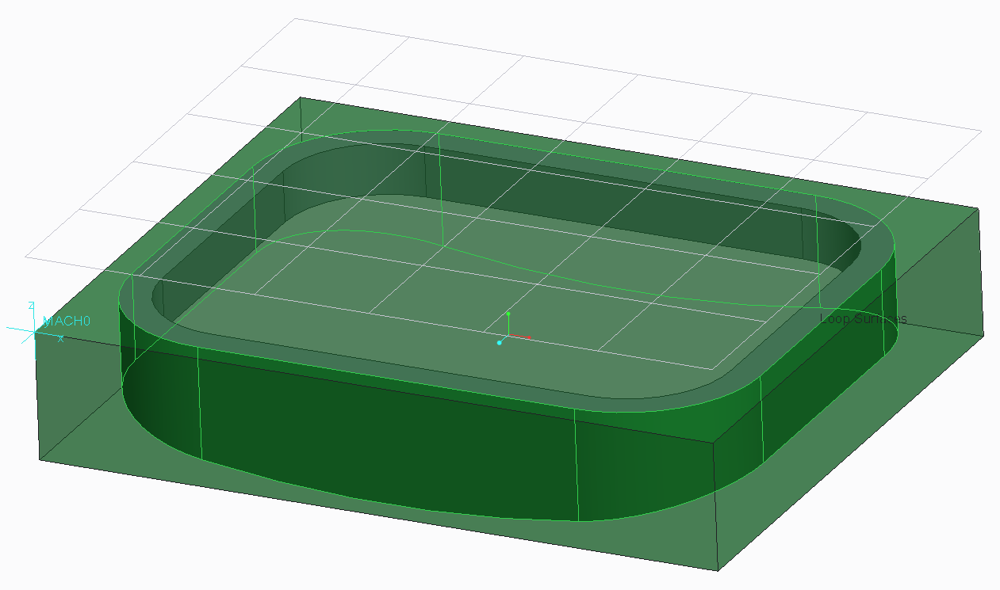 Z
MACH0
X
Loop Surfaces